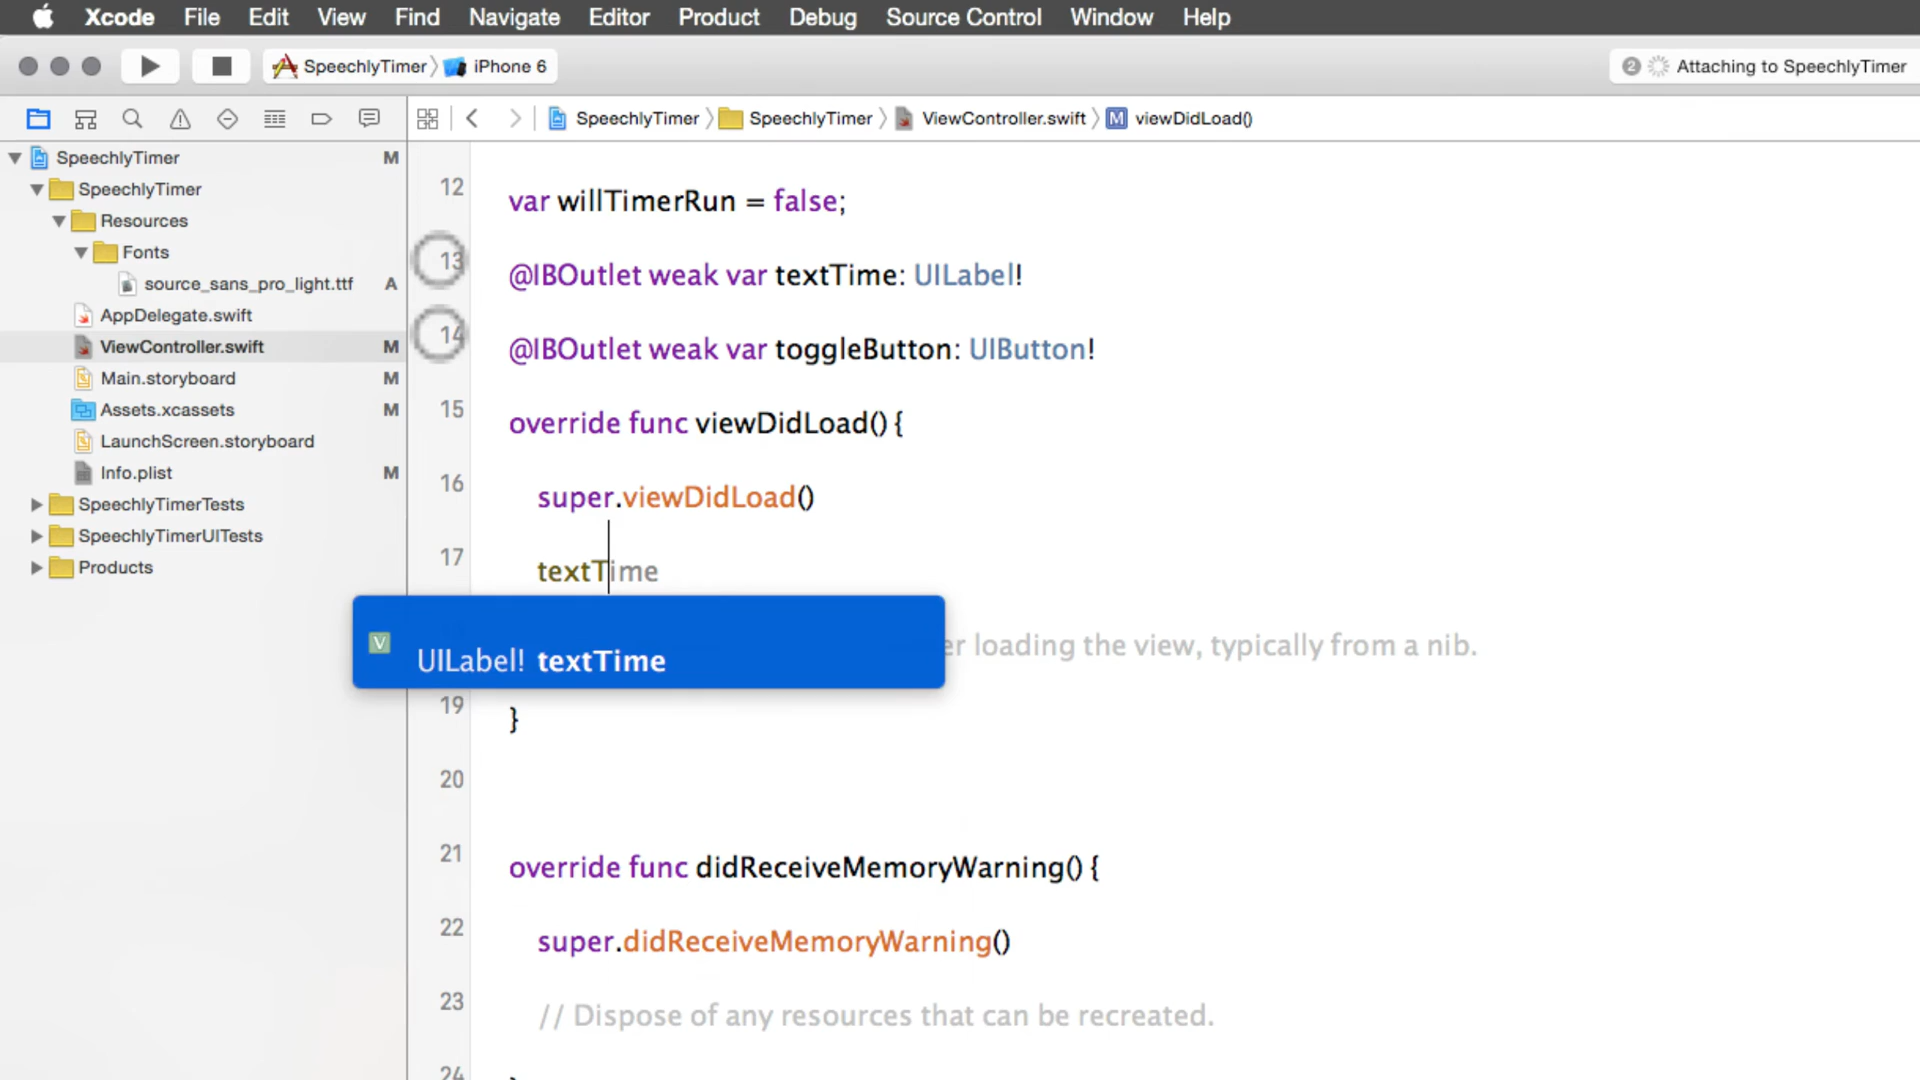 Xcode File Edit View Find Navigate Editor Product Debug Source Control Window Help
SpeechlyTimer iPhone 6 2 Attaching to SpeechlyTimer
SpeechlyTimer SpeechlyTimer ViewController.swift M viewDidLoad()
SpeechlyTimer M
SpeechlyTimer
Resources
Fonts
source_sans_pro_light.ttf A
AppDelegate.swift
ViewController.swift M
Main.storyboard M
Assets.xcassets M
LaunchScreen.storyboard
Info.plist M
SpeechlyTimerTests
SpeechlyTimerUITests
Products
12 var willTimerRun = false;
13 @IBOutlet weak var textTime: UILabel!
14 @IBOutlet weak var toggleButton: UIButton!
15 override func viewDidLoad() {
16 super.viewDidLoad()
17 textTime
V UILabel! textTime
loading the view, typically from a nib.
19 }
20
21 override func didReceiveMemoryWarning() {
22 super.didReceiveMemoryWarning()
23 // Dispose of any resources that can be recreated.
24